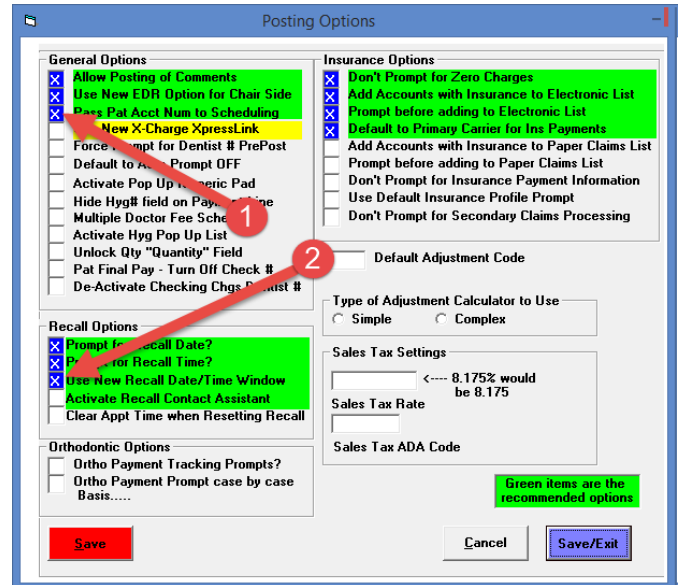 Posting Options
General Options
Allow Posting of Comments
Use New EDR Option for Chair Side
Pass Pat Acct Num to Scheduling
New X-Charge XpressLink
Force Prompt for Dentist # PrePost
Default to Prompt OFF
Activate Pop Up Numeric Pad
Hide Hyg# field on Payment Line
Multiple Doctor Fee
Activate Hyg Pop Up List
Unlock Qty "Quantity" Field
Pat Final Pay - Turn Off Check #
De-Activate Checking Chgs Dentist #
1
2
Recall Options
Prompt for Recall Date?
Prompt for Recall Time?
Use New Recall Date/Time Window
Activate Recall Contact Assistant
Clear Appt Time when Resetting Recall
Orthodontic Options
Ortho Payment Tracking Prompts?
Ortho Payment Prompt case by case
Basis.....
Save
Insurance Options
Don't Prompt for Zero Charges
Add Accounts with Insurance to Electronic List
Prompt before adding to Electronic List
Default to Primary Carrier for Ins Payments
Add Accounts with Insurance to Paper Claims List
Prompt before adding to Paper Claims List
Don't Prompt for Insurance Payment Information
Use Default Insurance Profile Prompt
Don't Prompt for Secondary Claims Processing
Default Adjustment Code
Type of Adjustment Calculator to Use
Simple Complex
Sales Tax Settings
<---- 8.175% would
be 8.175
Sales Tax Rate
Sales Tax ADA Code
Green items are the
recommended options
Cancel Save/Exit